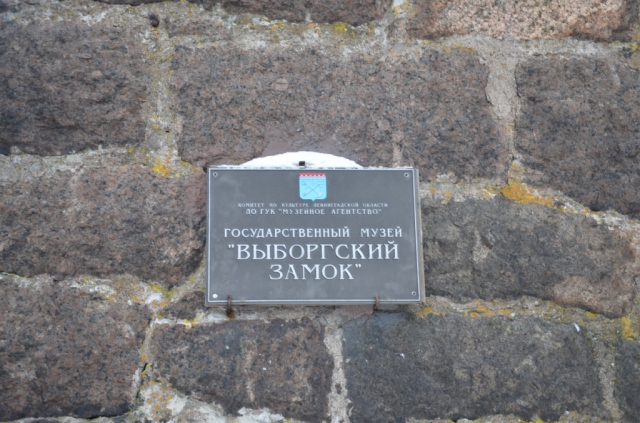 КОМИТЕТ ПО КУЛЬТУРЕ ЛЕНИНГРАДСКОЙ ОБЛАСТИ
ЛО ГУК "МУЗЕЙНОЕ АГЕНТСТВО"
ГОСУДАРСТВЕННЫЙ МУЗЕЙ
"ВЫБОРГСКИЙ
ЗАМОК"